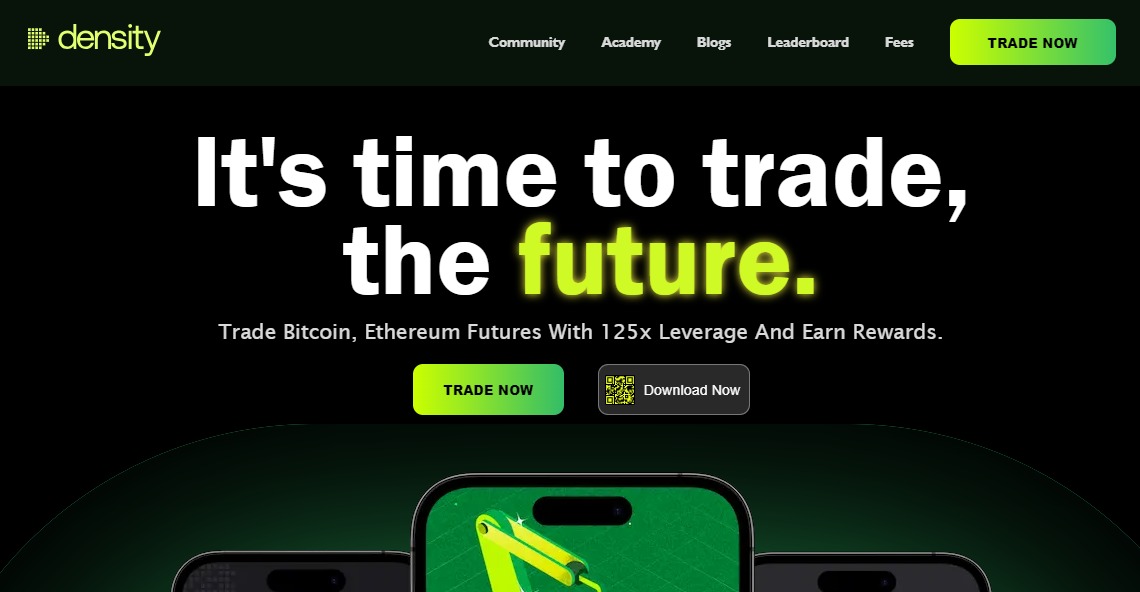 density
Community Academy Blogs Leaderboard Fees TRADE NOW
It's time to trade,
the future.
Trade Bitcoin, Ethereum Futures With 125x Leverage And Earn Rewards.
TRADE NOW
Download Now